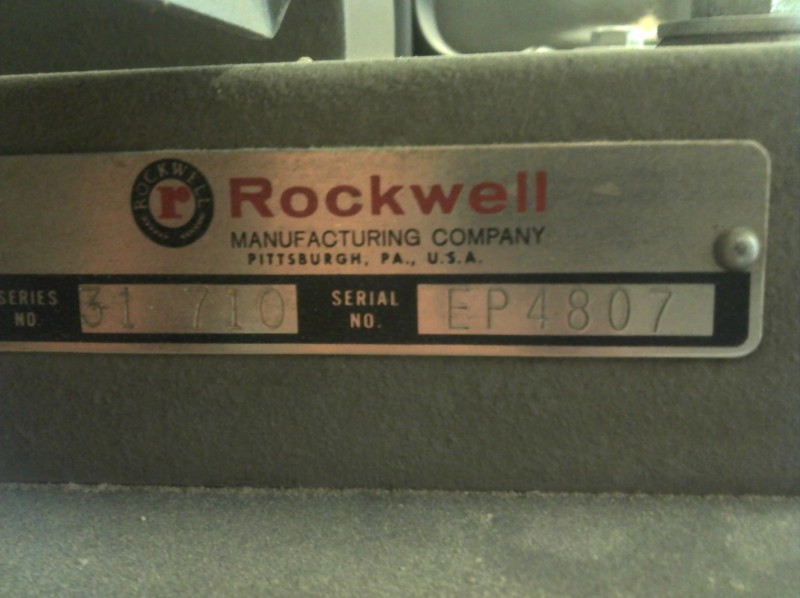 ROCKWELL
r
Rockwell
MANUFACTURING COMPANY
PITTSBURGH, PA., U.S.A.
SERIES
NO.
31 710
SERIAL
NO.
EP4807